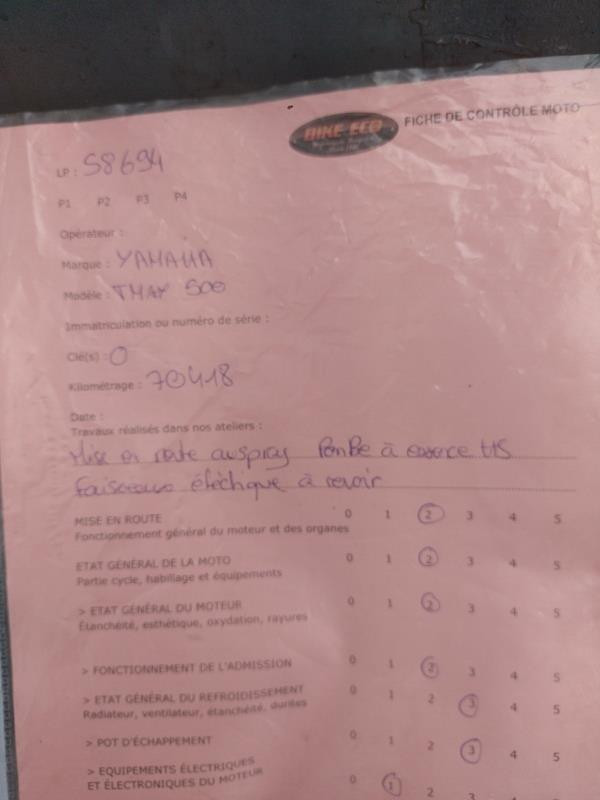 BIKE ECO
FICHE DE CONTRÔLE MOTO
LP : S8694
P1 P2 P3 P4
Opérateur :
Marque : YAMAHA
Modèle : TMAX 500
Immatriculation ou numéro de série :
Clé(s) : 0
Kilométrage : 70418
Date :
Travaux réalisés dans nos ateliers :
Mise en route au spray Pompe à essence HS
Faisceaux éléctrique à revoir
MISE EN ROUTE 0 1 2 3 4 5
Fonctionnement général du moteur et des organes
ETAT GÉNÉRAL DE LA MOTO 0 1 2 3 4 5
Partie cycle, habillage et équipements
> ETAT GÉNÉRAL DU MOTEUR 0 1 2 3 4 5
Étanchéité, esthétique, oxydation, rayures
> FONCTIONNEMENT DE L'ADMISSION 0 1 2 3 4 5
> ETAT GÉNÉRAL DU REFROIDISSEMENT 0 1 2 3 4 5
Radiateur, ventilateur, étanchéité, durites
> POT D'ÉCHAPPEMENT 0 1 2 3 4 5
> EQUIPEMENTS ÉLECTRIQUES
ET ÉLECTRONIQUES DU MOTEUR 0 1 2